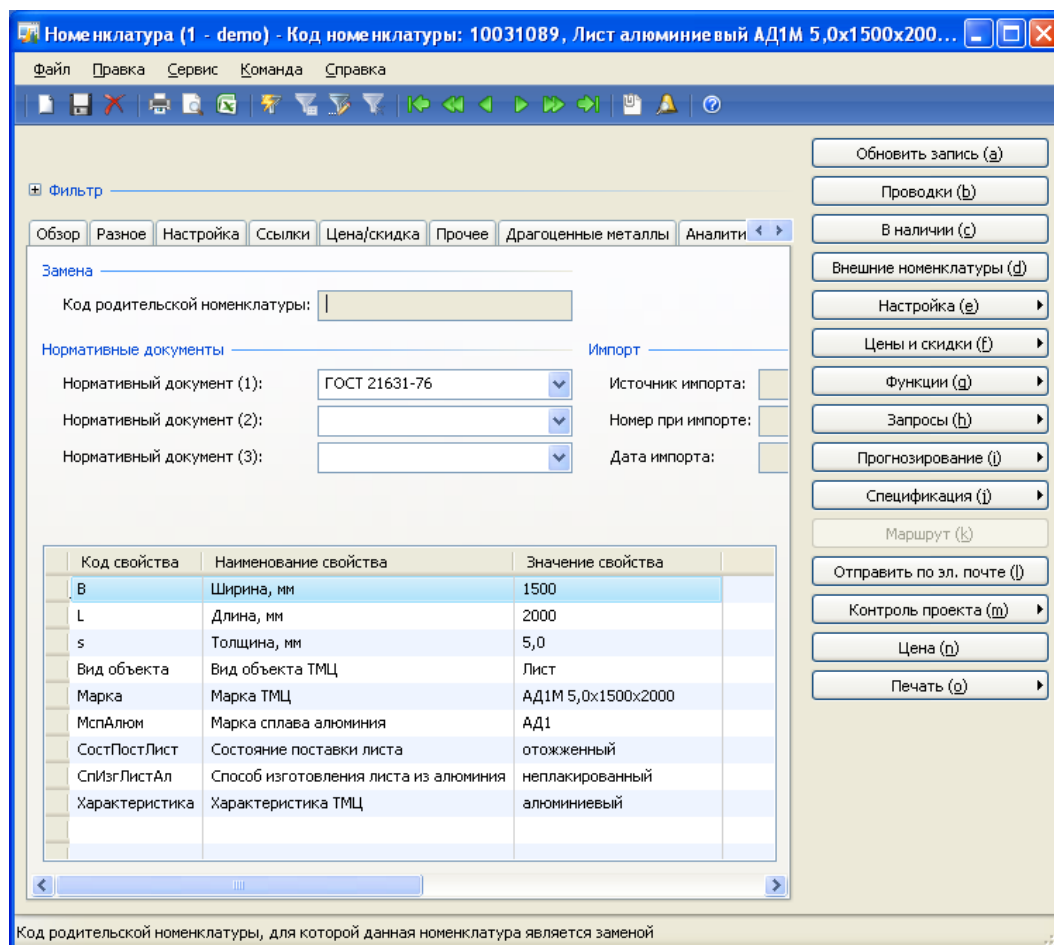 Номенклатура (1 - demo) - Код номенклатуры: 10031089, Лист алюминиевый АД1М 5,0x1500x200...
Файл Правка Сервис Команда Справка
Фильтр
Обзор Разное Настройка Ссылки Цена/скидка Прочее Драгоценные металлы Аналити
Замена
Код родительской номенклатуры:
Нормативные документы
Импорт
Нормативный документ (1): ГОСТ 21631-76
Источник импорта:
Нормативный документ (2):
Номер при импорте:
Нормативный документ (3):
Дата импорта:
Код свойства Наименование свойства Значение свойства
B Ширина, мм 1500
L Длина, мм 2000
s Толщина, мм 5,0
Вид объекта Вид объекта ТМЦ Лист
Марка Марка ТМЦ АД1М 5,0x1500x2000
МспАлюм Марка сплава алюминия АД1
СостПостЛист Состояние поставки листа отожженный
СпИзгЛистАл Способ изготовления листа из алюминия неплакированный
Характеристика Характеристика ТМЦ алюминиевый
Обновить запись (a)
Проводки (b)
В наличии (c)
Внешние номенклатуры (d)
Настройка (e)
Цены и скидки (f)
Функции (g)
Запросы (h)
Прогнозирование (i)
Спецификация (j)
Маршрут (k)
Отправить по эл. почте (l)
Контроль проекта (m)
Цена (n)
Печать (o)
Код родительской номенклатуры, для которой данная номенклатура является заменой